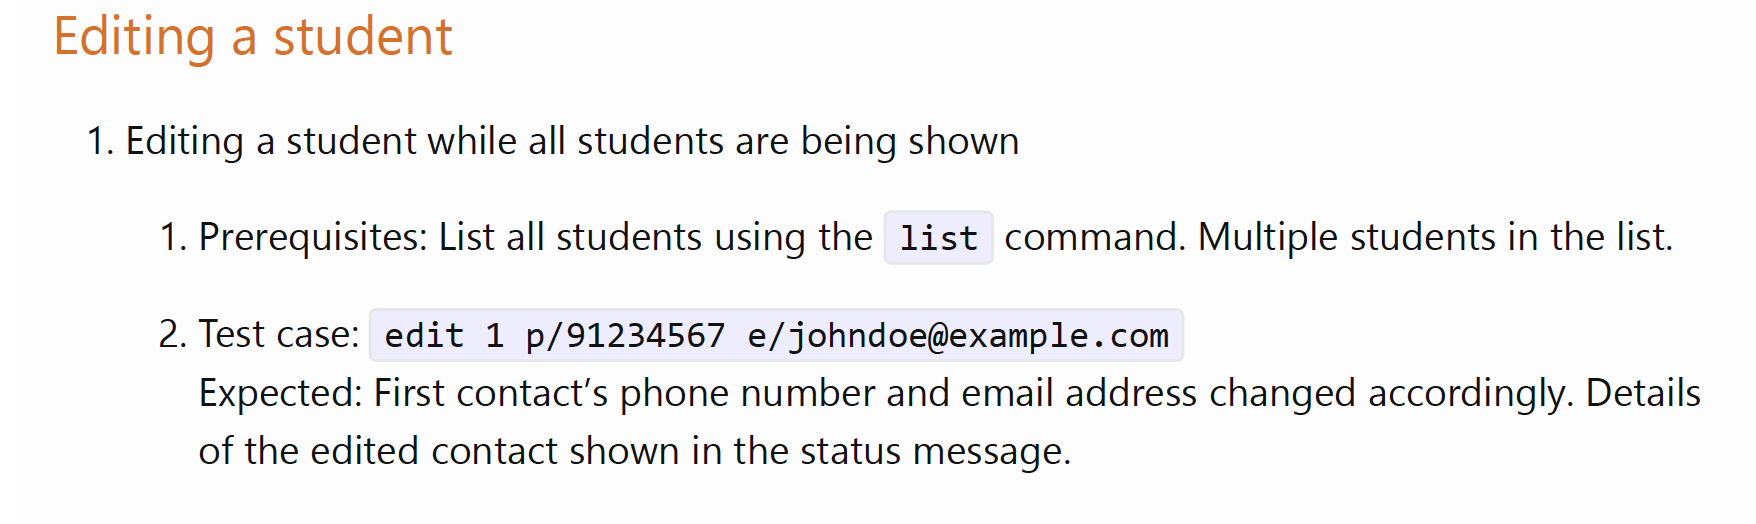 Editing a student
1. Editing a student while all students are being shown
1. Prerequisites: List all students using the list command. Multiple students in the list.
2. Test case: edit 1 p/91234567 e/johndoe@example.com
Expected: First contact’s phone number and email address changed accordingly. Details
of the edited contact shown in the status message.